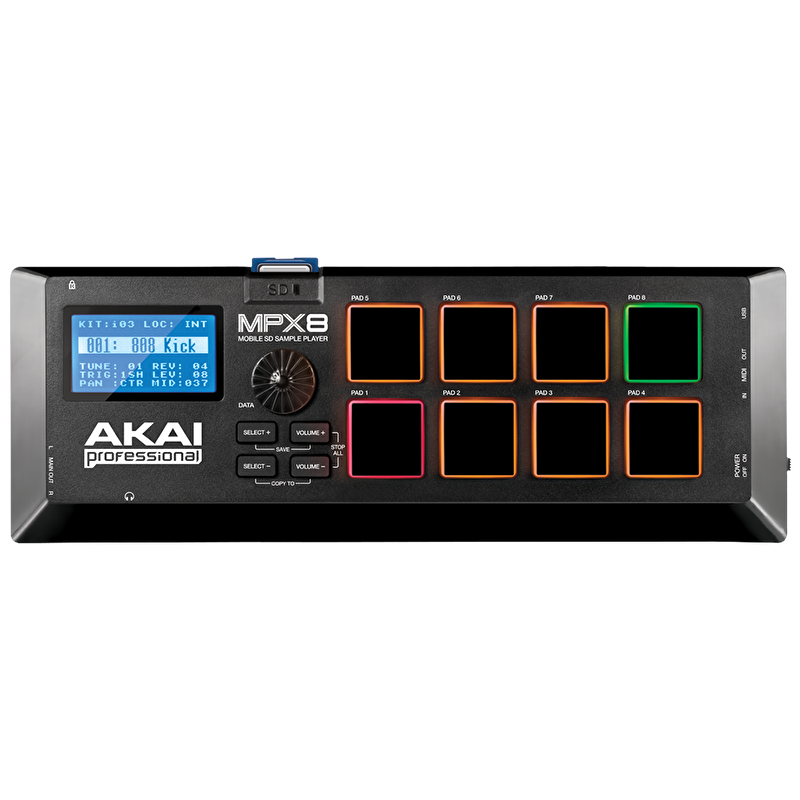 SD
PAD 5 PAD 6 PAD 7 PAD 8
USB
KIT:i03 LOC: INT
001: 808 Kick
TUNE: 01 REV: 04
TRIG:1SH LEV: 08
PAN :CTR MID:037
MPX8
MOBILE SD SAMPLE PLAYER
OUT
MIDI
IN
DATA
PAD 1 PAD 2 PAD 3 PAD 4
AKAI
professional
SELECT + VOLUME +
SAVE
STOP
ALL
SELECT – VOLUME –
COPY TO
L MAIN OUT R
POWER
OFF ON